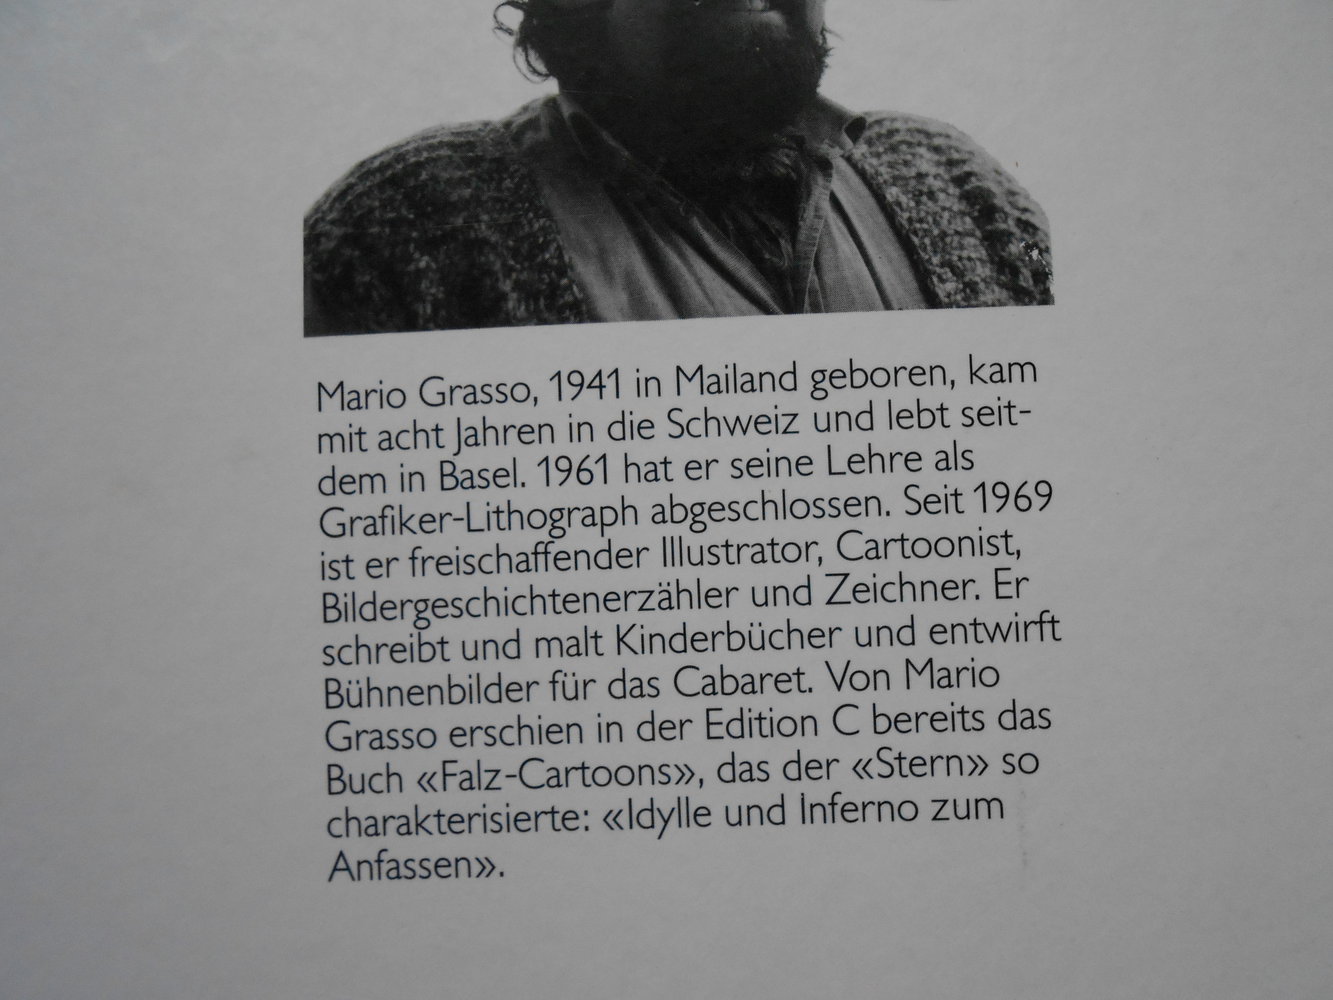 Mario Grasso, 1941 in Mailand geboren, kam
mit acht Jahren in die Schweiz und lebt seit-
dem in Basel. 1961 hat er seine Lehre als
Grafiker-Lithograph abgeschlossen. Seit 1969
ist er freischaffender Illustrator, Cartoonist,
Bildergeschichtenerzähler und Zeichner. Er
schreibt und malt Kinderbücher und entwirft
Bühnenbilder für das Cabaret. Von Mario
Grasso erschien in der Edition C bereits das
Buch «Falz-Cartoons», das der «Stern» so
charakterisierte: «Idylle und Inferno zum
Anfassen».